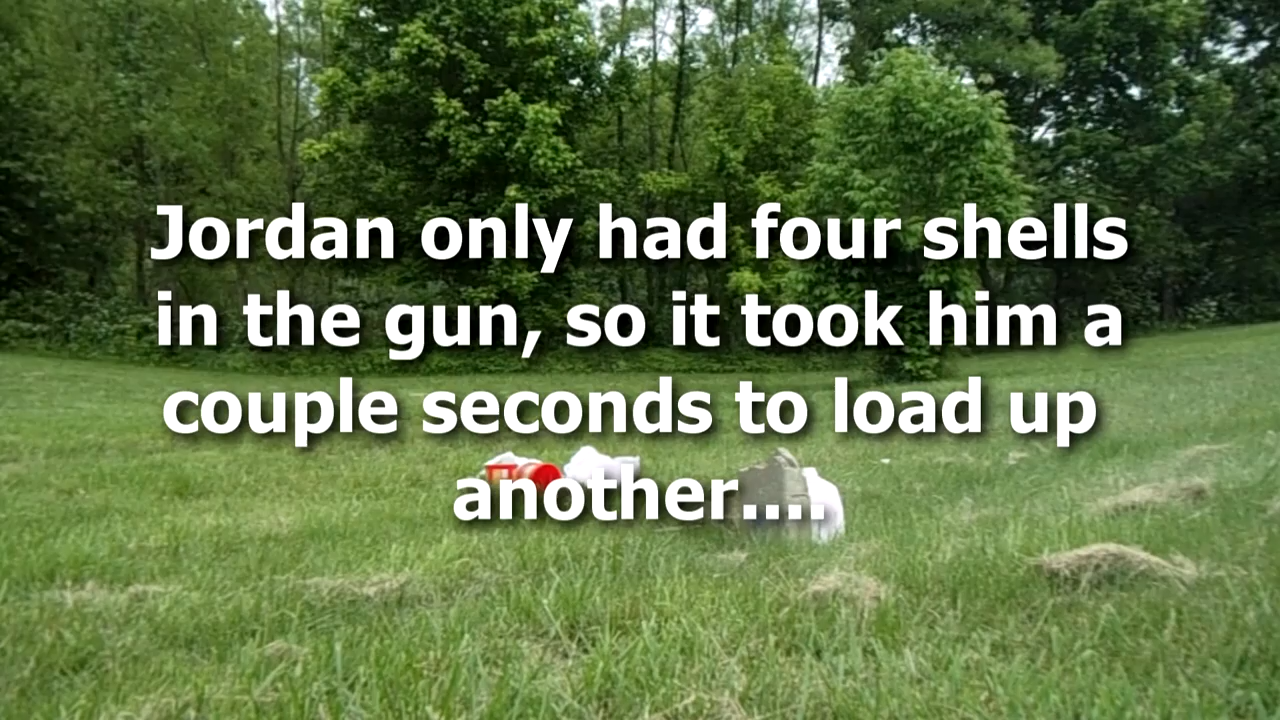 Jordan only had four shells
in the gun, so it took him a
couple seconds to load up
another....